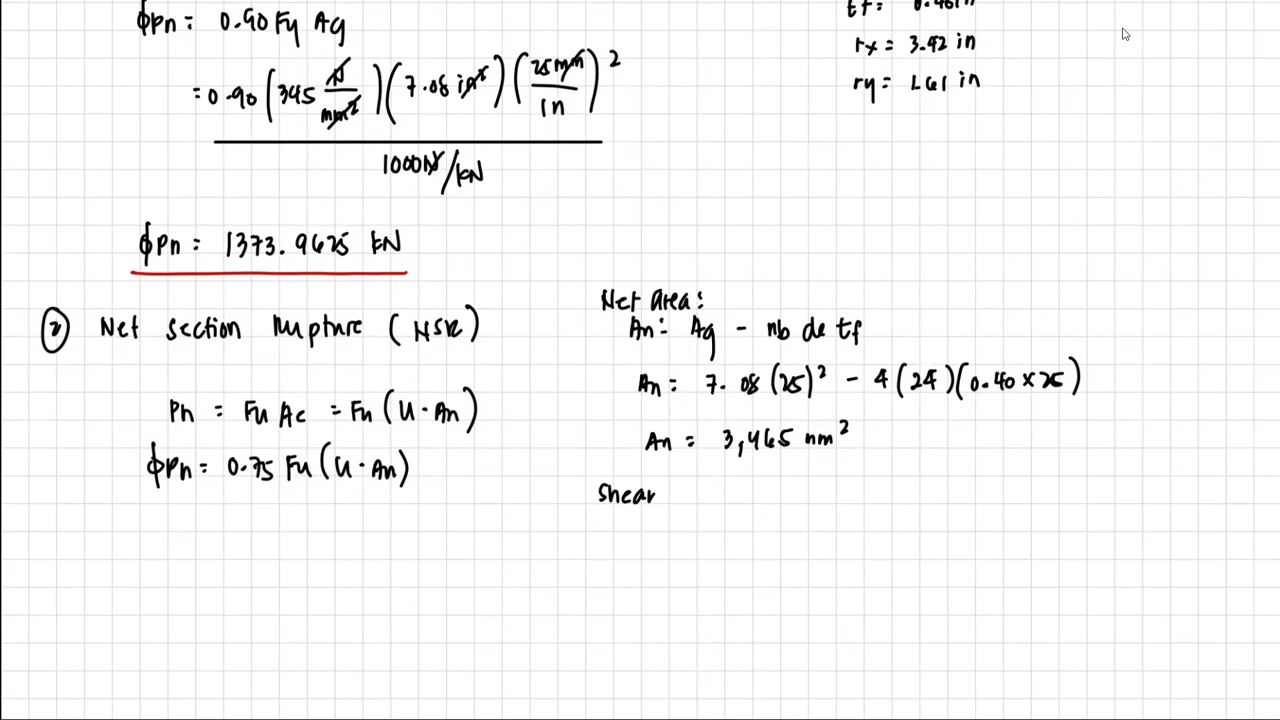 ϕPn = 0.90 Fy Ag
= 0.90 (345 N/mm²) (7.08 in²) (25mm/in)²
1000N/kN
ϕPn = 1373.9625 kN
rx = 3.42 in
ry = 1.61 in
② Net section Rupture (NSR)
Pn = Fu Ae = Fu (U · An)
ϕPn = 0.75 Fu (U · An)
Net area:
An = Ag - nb de tf
An = 7.08 (25)² - 4 (24) (0.40 x 25)
An = 3,465 mm²
Shear